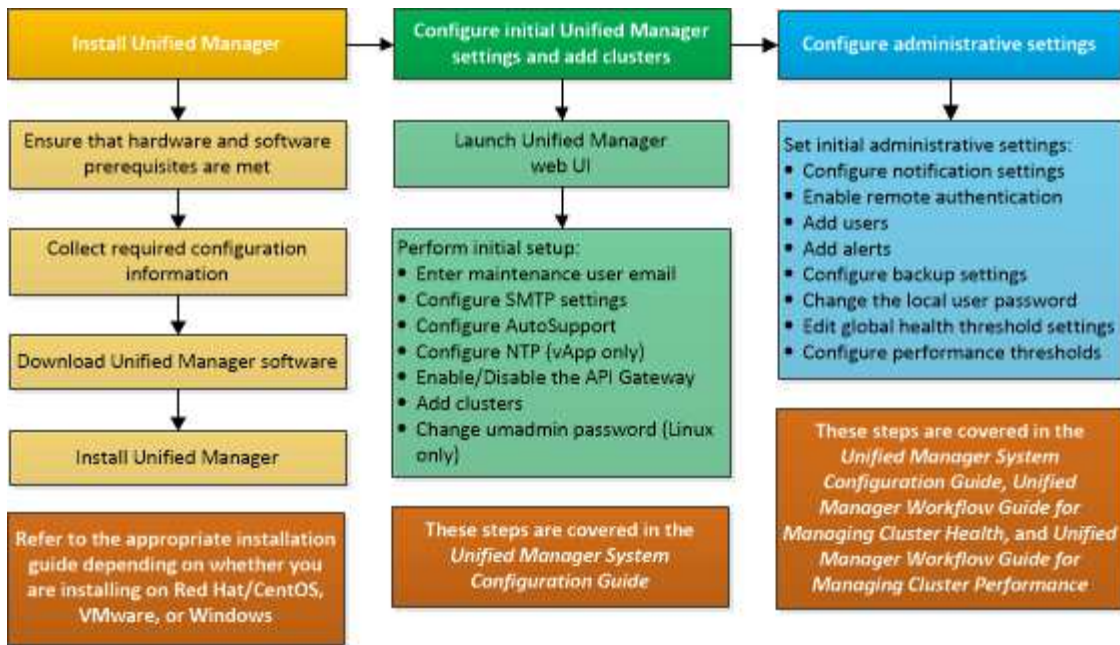 Install Unified Manager
Ensure that hardware and software
prerequisites are met
Collect required configuration
information
Download Unified Manager software
Install Unified Manager
Refer to the appropriate installation
guide depending on whether you
are installing on Red Hat/CentOS,
VMware, or Windows
Configure initial Unified Manager
settings and add clusters
Launch Unified Manager
web UI
Perform initial setup:
• Enter maintenance user email
• Configure SMTP settings
• Configure AutoSupport
• Configure NTP (vApp only)
• Enable/Disable the API Gateway
• Add clusters
• Change umadmin password (Linux
only)
These steps are covered in the
Unified Manager System
Configuration Guide
Configure administrative settings
Set initial administrative settings:
• Configure notification settings
• Enable remote authentication
• Add users
• Add alerts
• Configure backup settings
• Change the local user password
• Edit global health threshold settings
• Configure performance thresholds
These steps are covered in the
Unified Manager System
Configuration Guide, Unified
Manager Workflow Guide for
Managing Cluster Health, and Unified
Manager Workflow Guide for
Managing Cluster Performance